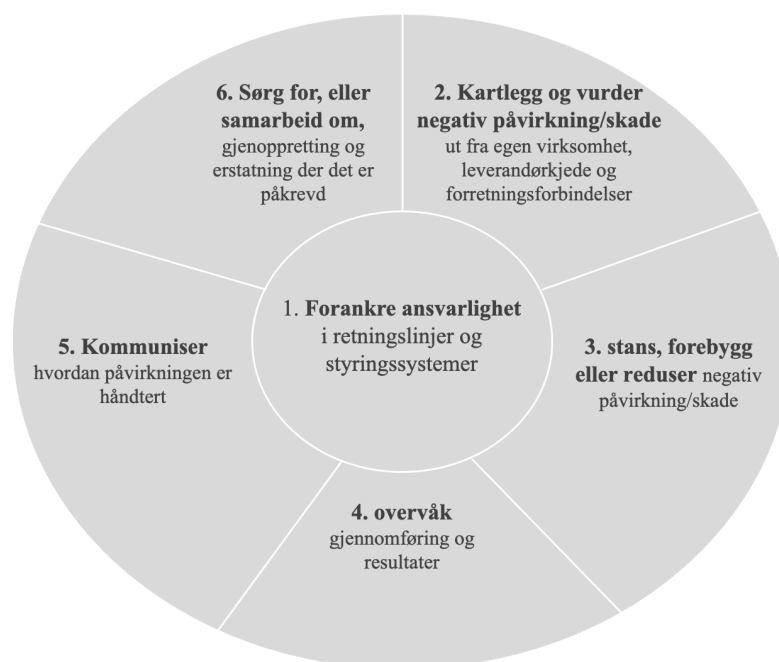 1. Forankre ansvarlighet
i retningslinjer og
styringssystemer
2. Kartlegg og vurder
negativ påvirkning/skade
ut fra egen virksomhet,
leverandørkjede og
forretningsforbindelser
3. stans, forebygg
eller reduser negativ
påvirkning/skade
4. overvåk
gjennomføring og
resultater
5. Kommuniser
hvordan påvirkningen er
håndtert
6. Sørg for, eller
samarbeid om,
gjenoppretting og
erstatning der det er
påkrevd